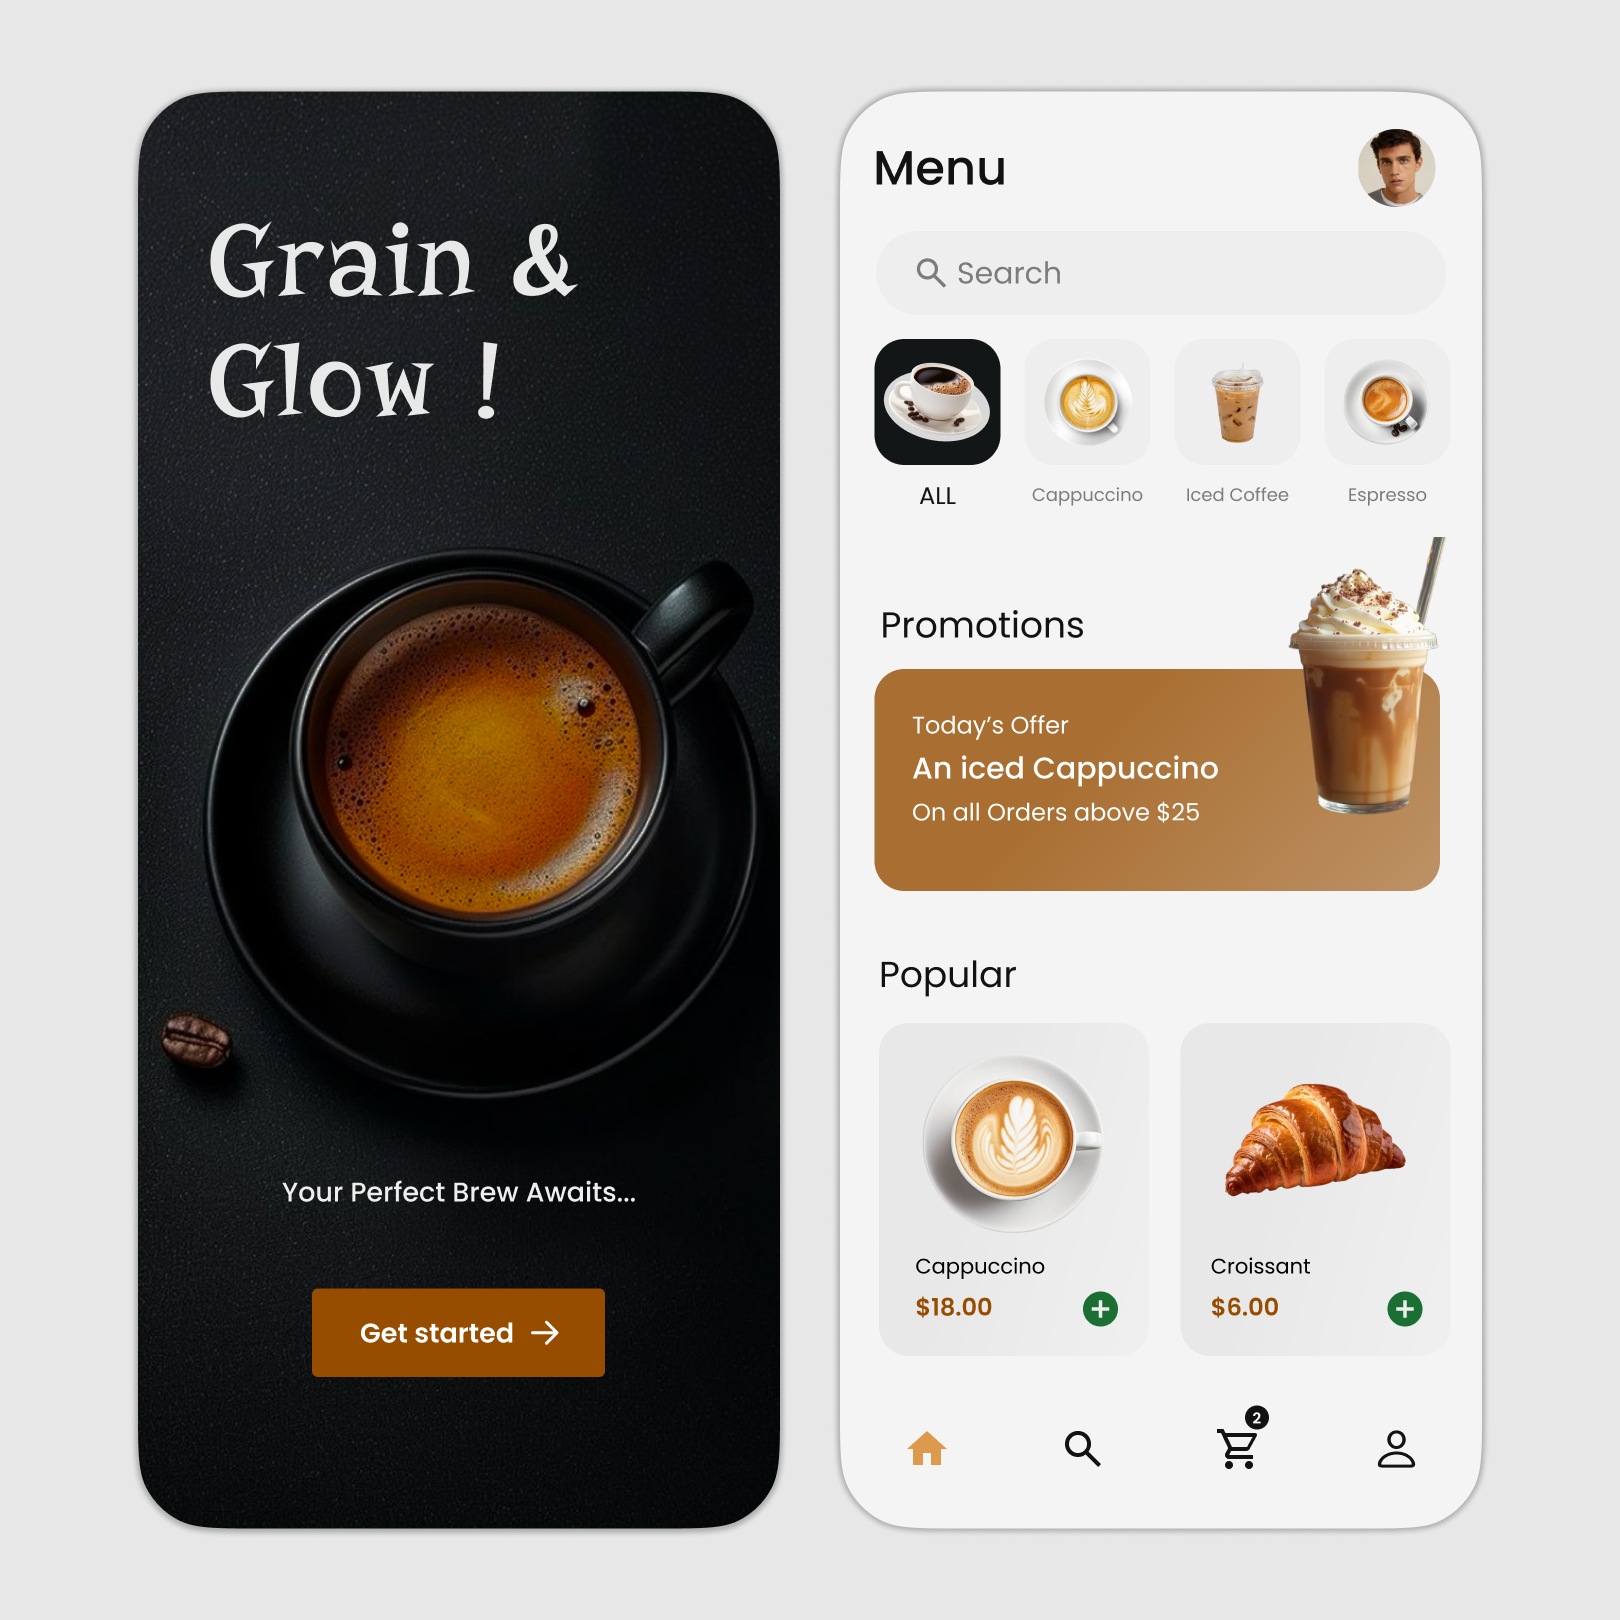 Grain &
Glow !
Your Perfect Brew Awaits...
Get started
Menu
Search
ALL
Cappuccino
Iced Coffee
Espresso
Promotions
Today’s Offer
An iced Cappuccino
On all Orders above $25
Popular
Cappuccino
$18.00
Croissant
$6.00
2